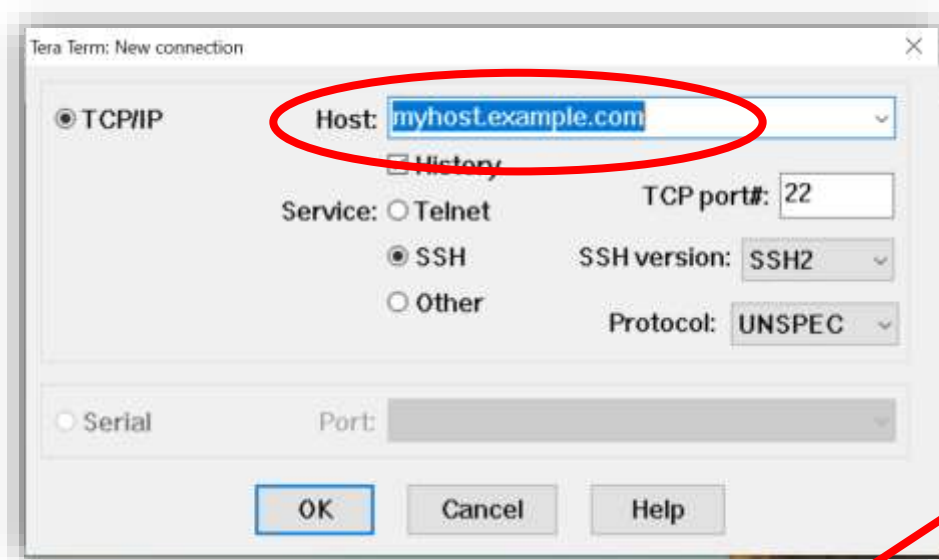 Tera Term: New connection
TCP/IP Host: myhost.example.com
History
Service: Telnet TCP port#: 22
SSH SSH version: SSH2
Other Protocol: UNSPEC
Serial Port:
OK Cancel Help